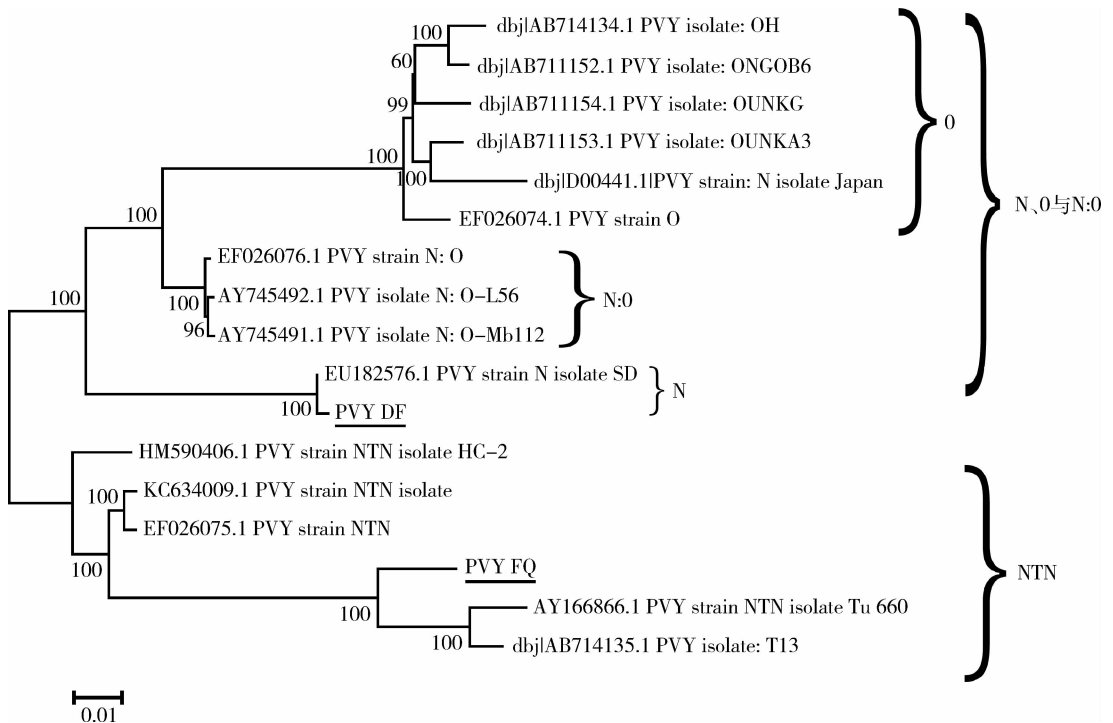 100
dbj|AB714134.1 PVY isolate: OH
60
dbj|AB711152.1 PVY isolate: ONGOB6
99
dbj|AB711154.1 PVY isolate: OUNKG
0
dbj|AB711153.1 PVY isolate: OUNKA3
100
100
dbj|D00441.1|PVY strain: N isolate Japan
N、0与N:0
100
EF026074.1 PVY strain O
EF026076.1 PVY strain N: O
100
100
AY745492.1 PVY isolate N: O-L56
N:0
96
AY745491.1 PVY isolate N: O-Mb112
EU182576.1 PVY strain N isolate SD
N
100
PVY DF
HM590406.1 PVY strain NTN isolate HC-2
100
KC634009.1 PVY strain NTN isolate
EF026075.1 PVY strain NTN
100
PVY FQ
NTN
100
AY166866.1 PVY strain NTN isolate Tu 660
100
dbj|AB714135.1 PVY isolate: T13
0.01